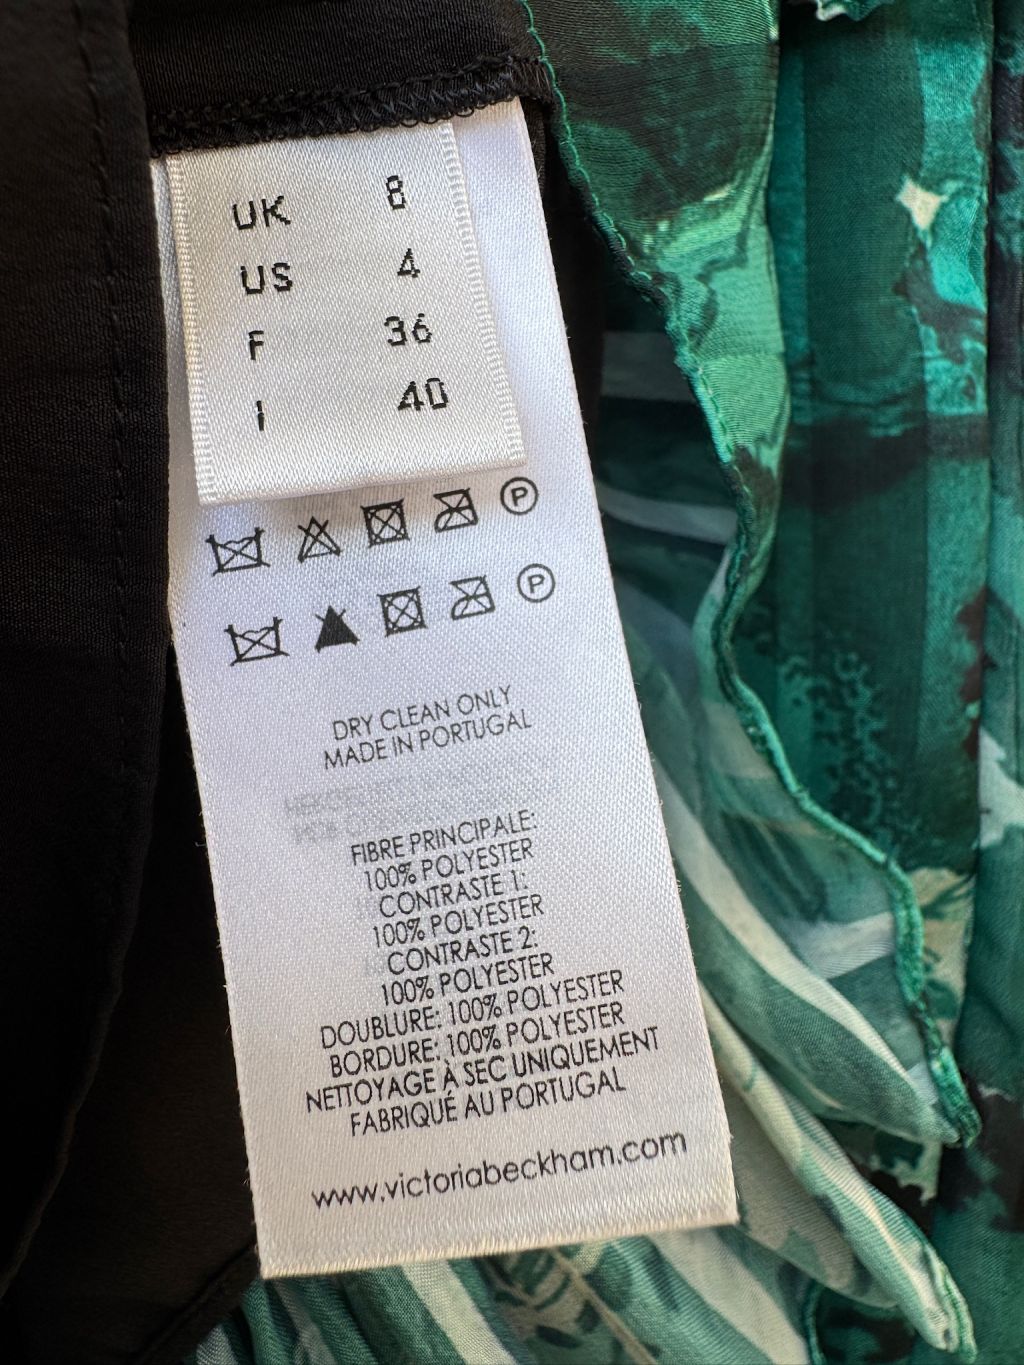 UK 8
US 4
F 36
I 40
P
P
DRY CLEAN ONLY
MADE IN PORTUGAL
FIBRE PRINCIPALE:
100% POLYESTER
CONTRASTE 1:
100% POLYESTER
CONTRASTE 2:
100% POLYESTER
DOUBLURE: 100% POLYESTER
BORDURE: 100% POLYESTER
NETTOYAGE À SEC UNIQUEMENT
FABRIQUÉ AU PORTUGAL
www.victoriabeckham.com